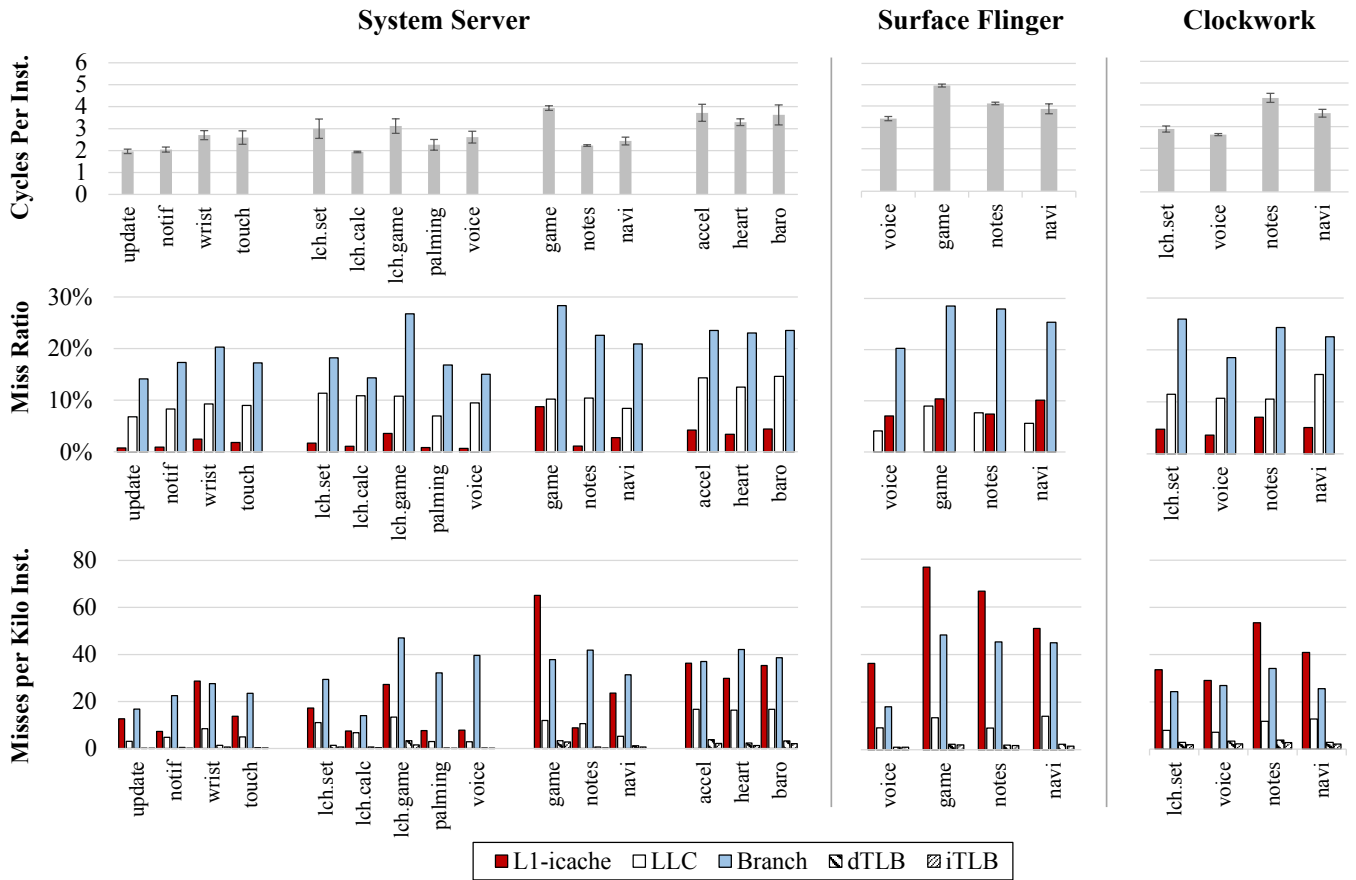 System Server Surface Flinger Clockwork
Cycles Per Inst.
6
5
4
3
2
1
0
update notif wrist touch lch.set lch.calc lch.game palming voice game notes navi accel heart baro voice game notes navi lch.set voice notes navi
Miss Ratio
30%
20%
10%
0%
update notif wrist touch lch.set lch.calc lch.game palming voice game notes navi accel heart baro voice game notes navi lch.set voice notes navi
Misses per Kilo Inst.
80
60
40
20
0
update notif wrist touch lch.set lch.calc lch.game palming voice game notes navi accel heart baro voice game notes navi lch.set voice notes navi
L1-icache LLC Branch dTLB iTLB